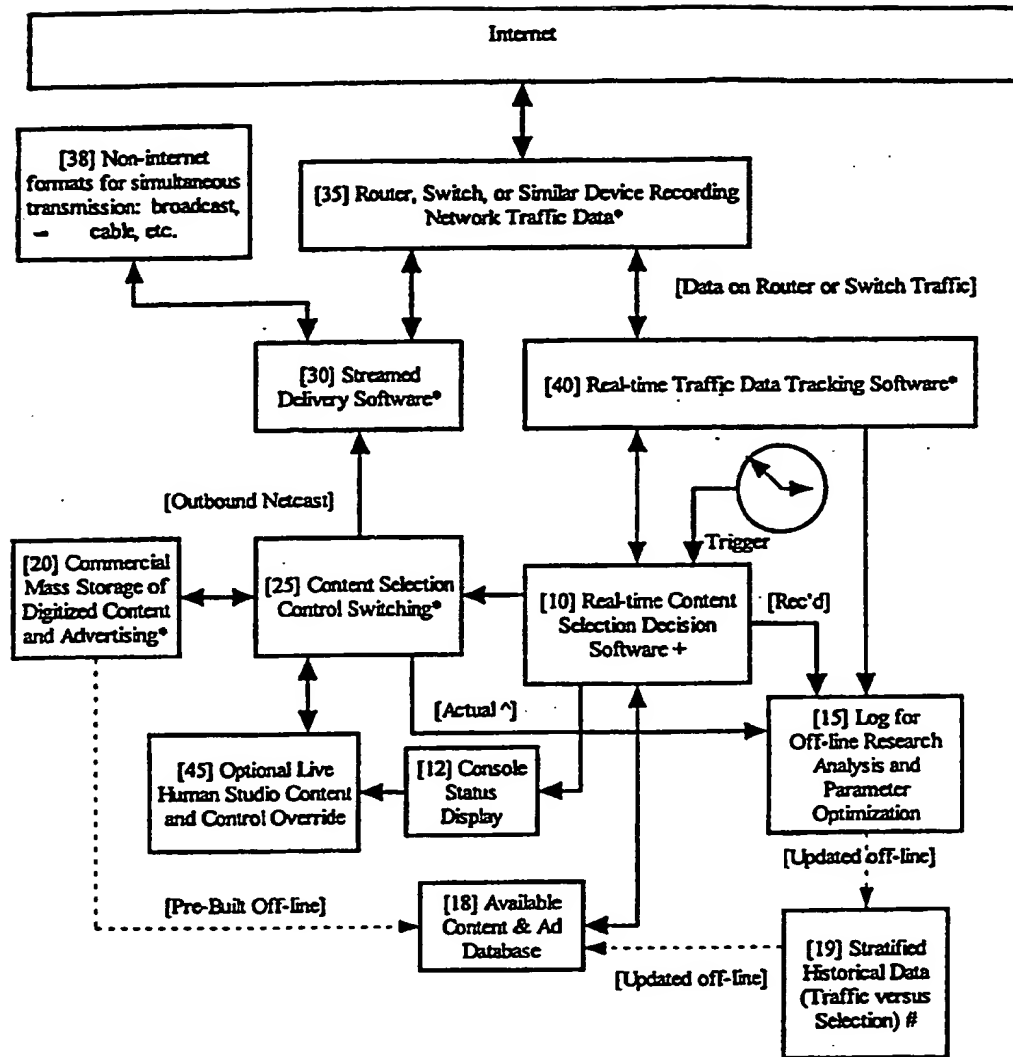 Internet
[38] Non-internet
formats for simultaneous
transmission: broadcast,
cable, etc.
[35] Router, Switch, or Similar Device Recording
Network Traffic Data*
[Data on Router or Switch Traffic]
[30] Streamed
Delivery Software*
[40] Real-time Traffic Data Tracking Software*
[Outbound Netcast]
Trigger
[20] Commercial
Mass Storage of
Digitized Content
and Advertising*
[25] Content Selection
Control Switching*
[10] Real-time Content
Selection Decision
Software +
[Rec'd]
[Actual ^]
[15] Log for
Off-line Research
Analysis and
Parameter
Optimization
[45] Optional Live
Human Studio Content
and Control Override
[12] Console
Status
Display
[Updated off-line]
[Pre-Built Off-line]
[18] Available
Content & Ad
Database
[Updated off-line]
[19] Stratified
Historical Data
(Traffic versus
Selection) #